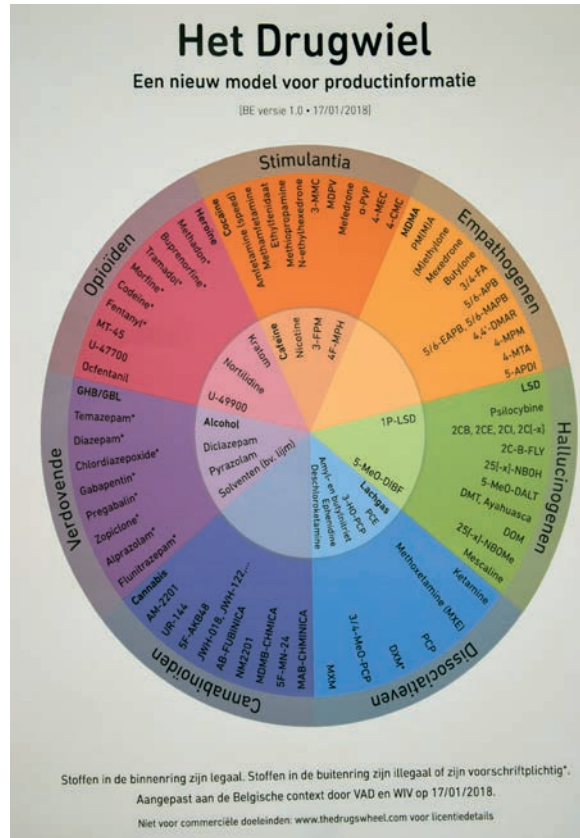 Het Drugwiel
Een nieuw model voor productinformatie
[BE versie 1.0 • 17/01/2018]
Stimulantia
Cocaïne
Amfetamine (speed)
Methamfetamine
Ethylfenidaat
Methiopropamine
N-ethylhexedrone
3-MMC
MDPV
Mefedrone
α-PVP
4-MEC
4-CMC
Cafeïne
Nicotine
3-FPM
4F-MPH
Empathogenen
MDMA
PM(M)A
(M)ethylone
Mexedrone
Butylone
3/4-FA
5/6-APB
5/6-EAPB, 5/6-MAPB
4,4'-DMAR
4-MPM
4-MTA
5-APDI
Hallucinogenen
LSD
Psilocybine
2CB, 2CE, 2CI, 2C[-x]
2C-B-FLY
25[-x]-NBOH
5-MeO-DALT
DMT, Ayahuasca
DOM
25[-x]-NBOMe
Mescaline
1P-LSD
5-MeO-DIBF
Dissociatieven
Ketamine
Methoxetamine (MXE)
PCP
DXM*
3/4-MeO-PCP
MXM
Lachgas
PCE
3-HO-PCP
Amyl- en butylnitriet
Ephenidine
Deschloroketamine
Cannabinoïden
Cannabis
AM-2201
UR-144
5F-AKB48
JWH-018, JWH-122,...
AB-FUBINICA
NM2201
MDMB-CHMICA
5F-MN-24
MAB-CHMINICA
Verdovende
GHB/GBL
Temazepam*
Diazepam*
Chlordiazepoxide*
Gabapentin*
Pregabalin*
Zopiclone*
Alprazolam*
Flunitrazepam*
Alcohol
Diclazepam
Pyrazolam
Solventen (bv. lijm)
Opioïden
Heroïne
Methadon*
Buprenorfine*
Tramadol*
Morfine*
Codeïne*
Fentanyl*
MT-45
U-47700
Ocfentanil
Kratom
Nortilidine
U-49900
Stoffen in de binnenring zijn legaal. Stoffen in de buitenring zijn illegaal of zijn voorschriftplichtig*.
Aangepast aan de Belgische context door VAD en WIV op 17/01/2018.
Niet voor commerciële doeleinden: www.thedrugswheel.com voor licentiedetails